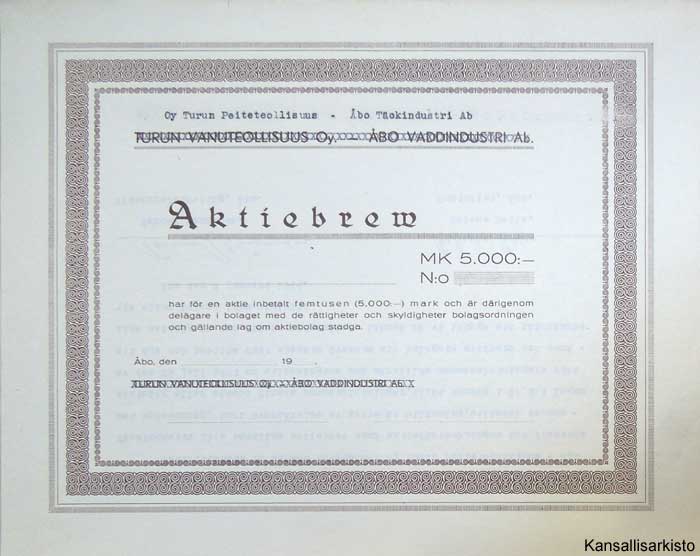 Oy Turun Peiteteollisuus - Åbo Täckindustri Ab
TURUN VANUTEOLLISUUS Oy. — ÅBO VADDINDUSTRI Ab.
Aktiebrew
MK 5.000:—
N:o
har för en aktie inbetalt femtusen (5,000:—) mark och är därigenom
delägare i bolaget med de rättigheter och skyldigheter bolagsordningen
och gällande lag om aktiebolag stadga.
Åbo, den 19 .
TURUN VANUTEOLLISUUS Oy — ÅBO VADDINDUSTRI Ab.
Kansallisarkisto